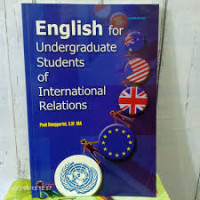 English for
Undergraduate
Students
of
International
Relations